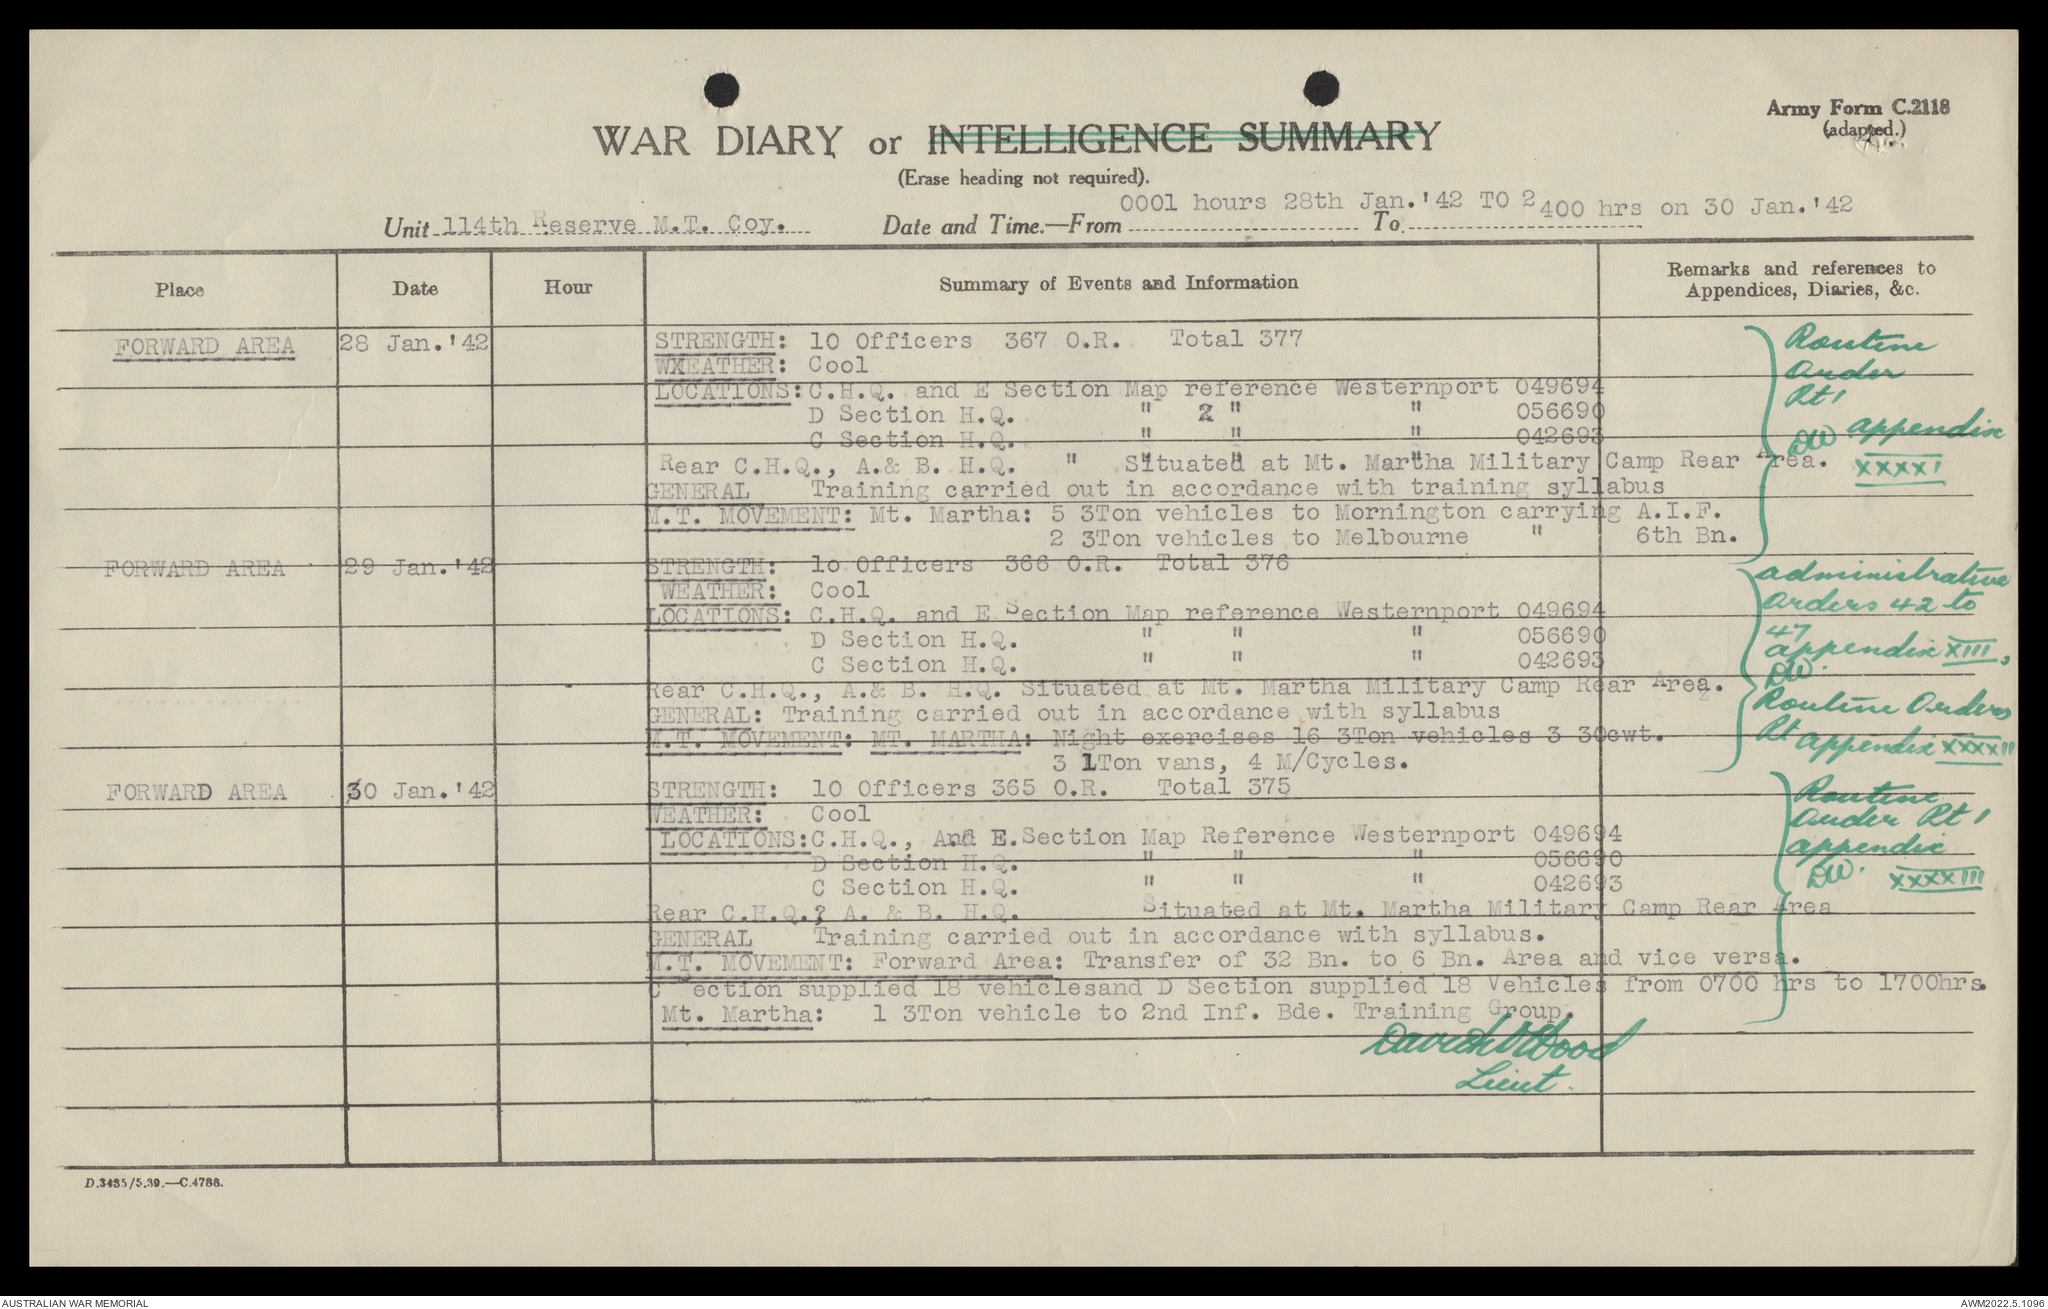 Army Form C.2118
(adapted.)
WAR DIARY or INTELLIGENCE SUMMARY
(Erase heading not required).
0001 hours 28th Jan.'42 TO 2400 hrs on 30 Jan.'42
Unit 114th Reserve M.T. Coy. Date and Time.—From To
Place Date Hour Summary of Events and Information Remarks and references to
Appendices, Diaries, &c.
FORWARD AREA 28 Jan.'42 STRENGTH: 10 Officers 367 O.R. Total 377 Routine
WXEATHER: Cool Order
LOCATIONS: C.H.Q. and E Section Map reference Westernport 049694 Pt 1
D Section H.Q. " 2 " " 056690
C Section H.Q. " " " 042693 DW appendix
Rear C.H.Q., A.& B. H.Q. " Situated at Mt. Martha Military Camp Rear Area. XXXXI
GENERAL Training carried out in accordance with training syllabus
M.T. MOVEMENT: Mt. Martha: 5 3Ton vehicles to Mornington carrying A.I.F.
2 3Ton vehicles to Melbourne " 6th Bn.
FORWARD AREA 29 Jan.'42 STRENGTH: 1o Officers 366 O.R. Total 376 administrative
WEATHER: Cool orders 42 to
LOCATIONS: C.H.Q. and E Section Map reference Westernport 049694 47
D Section H.Q. " " " 056690 appendix XIII,
C Section H.Q. " " " 042693 DW.
Rear C.H.Q., A.& B. H.Q. Situated at Mt. Martha Military Camp Rear Area. Routine Orders
GENERAL: Training carried out in accordance with syllabus
M.T. MOVEMENT: MT. MARTHA: Night exercises 16 3Ton vehicles 3 30cwt. Pt appendix XXXXII
3 1Ton vans, 4 M/Cycles.
FORWARD AREA 30 Jan.'42 STRENGTH: 10 Officers 365 O.R. Total 375 Routine
WEATHER: Cool Order Pt 1
LOCATIONS: C.H.Q., And E.Section Map Reference Westernport 049694 appendix
D Section H.Q. " " " 056690
C Section H.Q. " " " 042693 DW. XXXXIII
Rear C.H.Q.? A. & B. H.Q. Situated at Mt. Martha Military Camp Rear Area
GENERAL Training carried out in accordance with syllabus.
M.T. MOVEMENT: Forward Area: Transfer of 32 Bn. to 6 Bn. Area and vice versa.
C ection supplied 18 vehiclesand D Section supplied 18 Vehicles from 0700 hrs to 1700hrs.
Mt. Martha: 1 3Ton vehicle to 2nd Inf. Bde. Training Group.
Wood
Lieut.
D.3485/5.39.—C.4788.
AUSTRALIAN WAR MEMORIAL AWM2022.5.1096